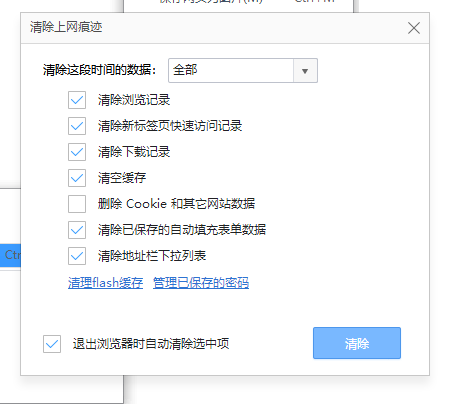 清除上网痕迹
清除这段时间的数据： 全部
清除浏览记录
清除新标签页快速访问记录
清除下载记录
清空缓存
删除 Cookie 和其它网站数据
清除已保存的自动填充表单数据
清除地址栏下拉列表
Ctr
清理flash缓存 管理已保存的密码
退出浏览器时自动清除选中项 清除